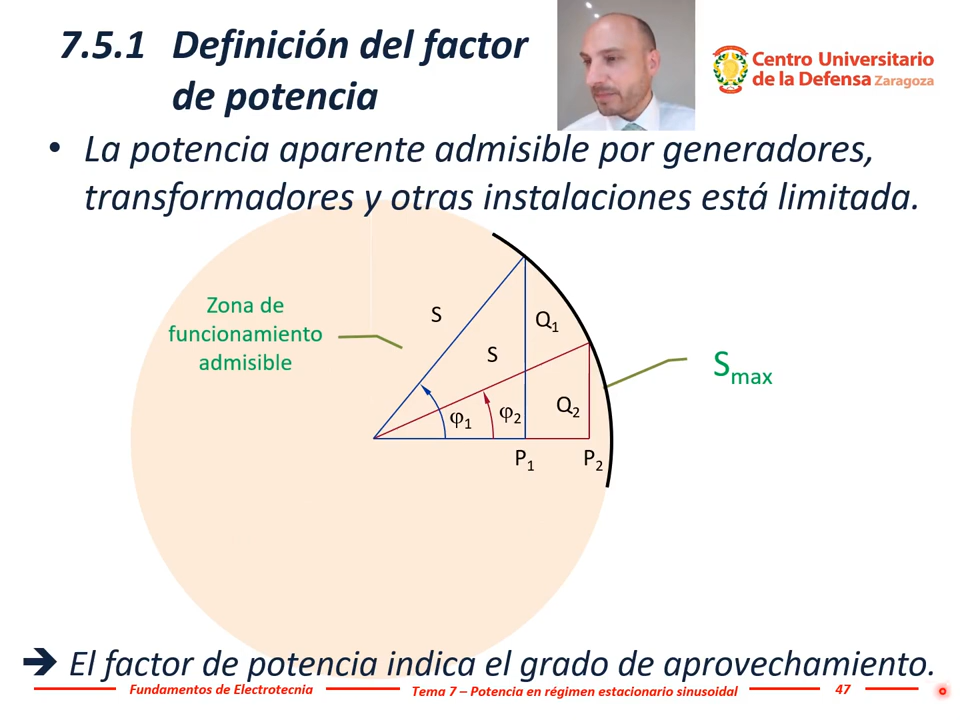 7.5.1 Definición del factor
de potencia
Centro Universitario
de la Defensa Zaragoza
• La potencia aparente admisible por generadores,
transformadores y otras instalaciones está limitada.
Zona de
funcionamiento
admisible
S
Q1
S
Smax
φ1
φ2
Q2
P1
P2
➔ El factor de potencia indica el grado de aprovechamiento.
Fundamentos de Electrotecnia
Tema 7 – Potencia en régimen estacionario sinusoidal
47